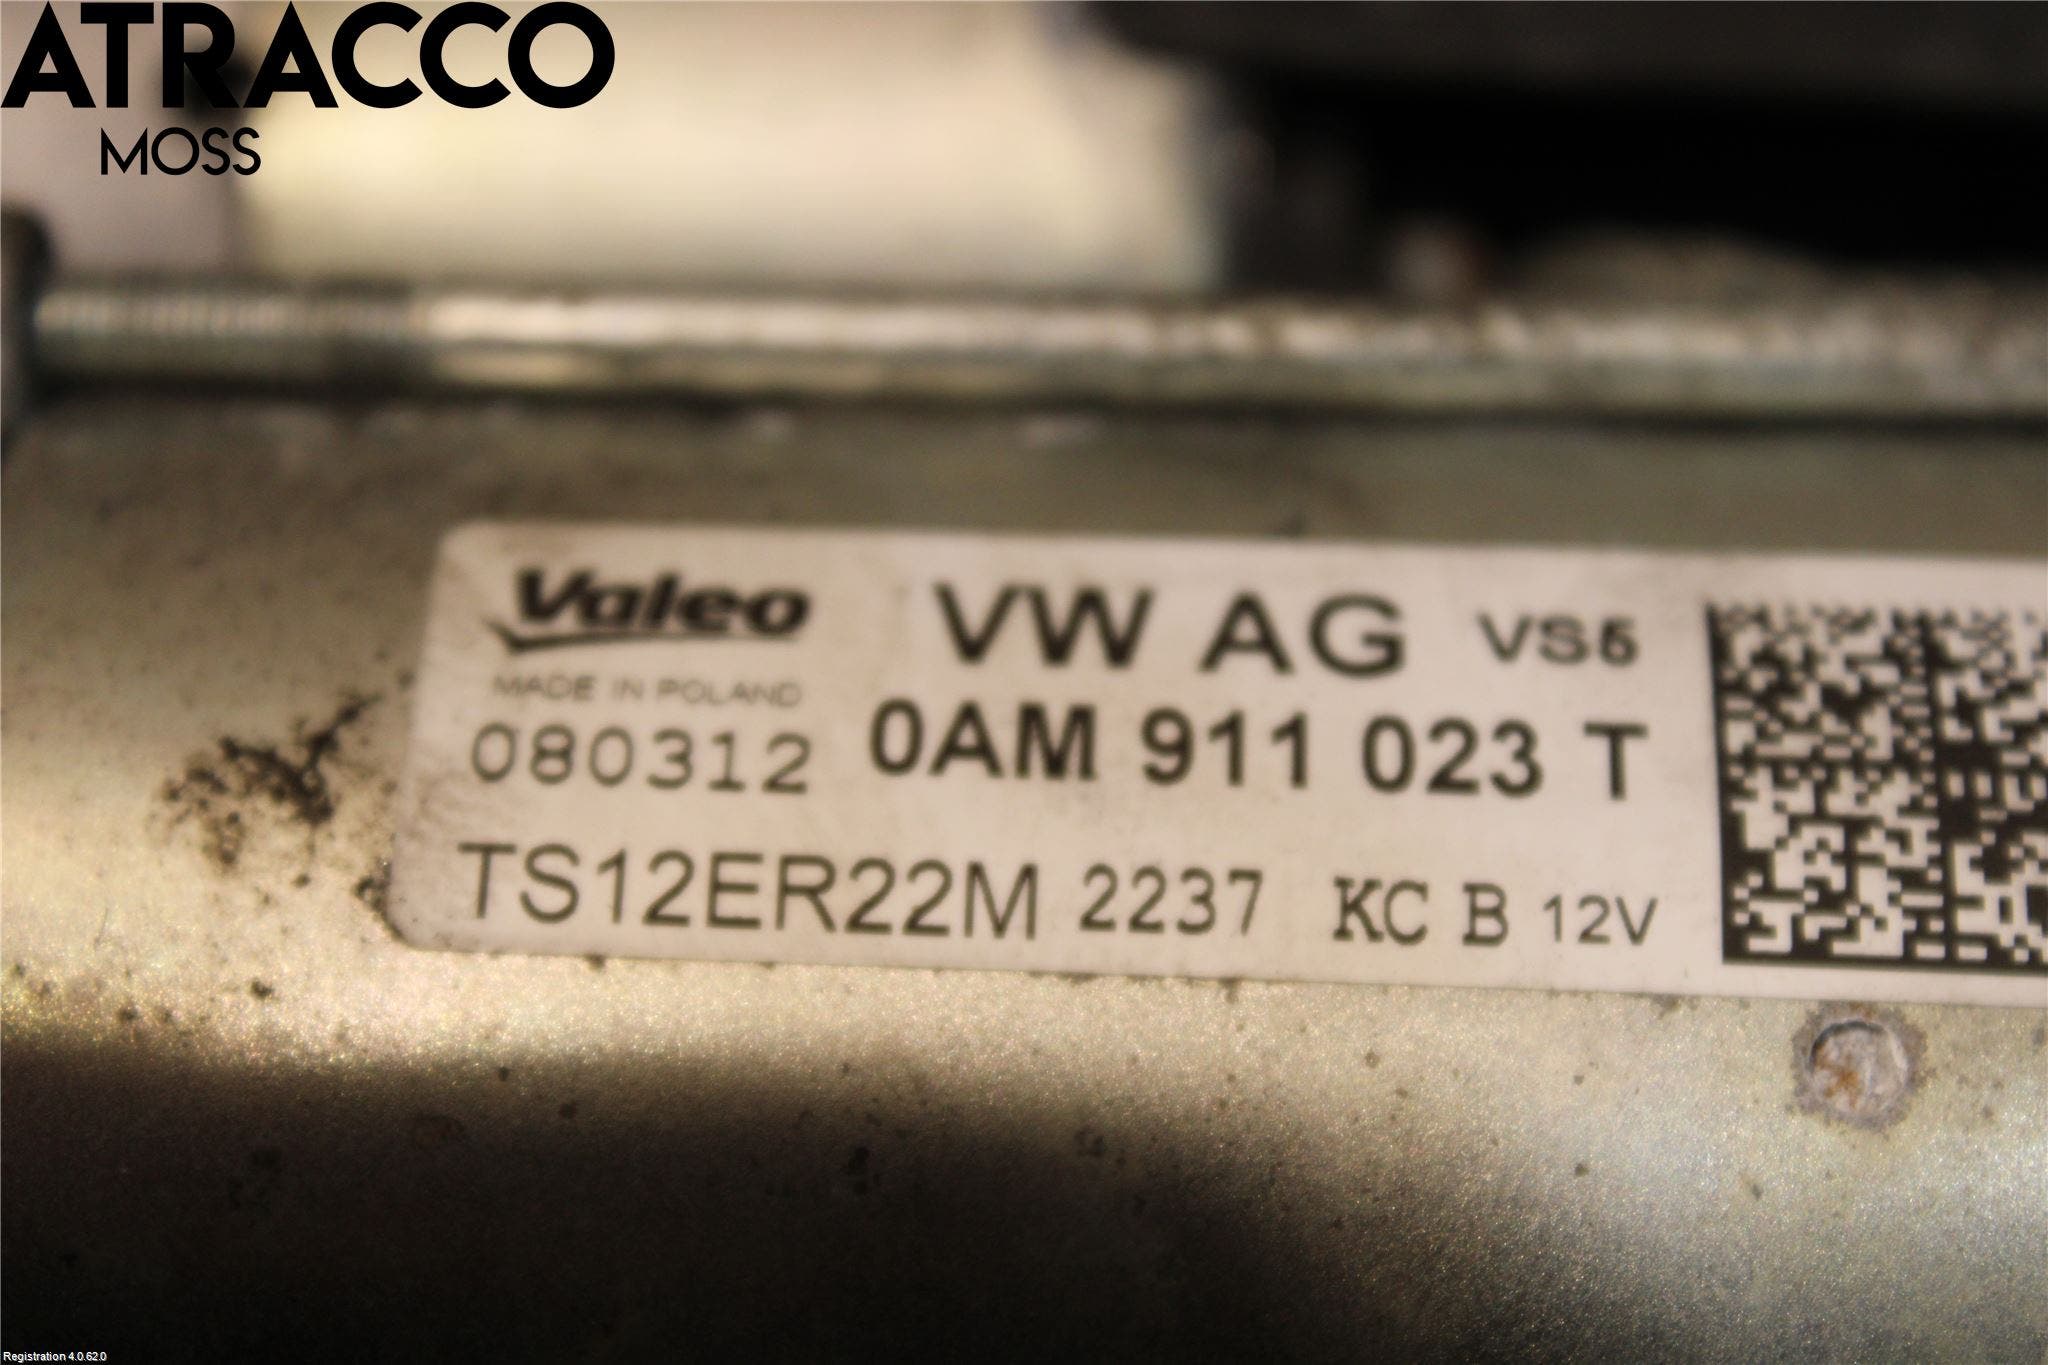 ATRACCO
MOSS
Valeo VW AG VS5
MADE IN POLAND
080312 0AM 911 023 T
TS12ER22M 2237 KC B 12V
Registration 4.0.62.0